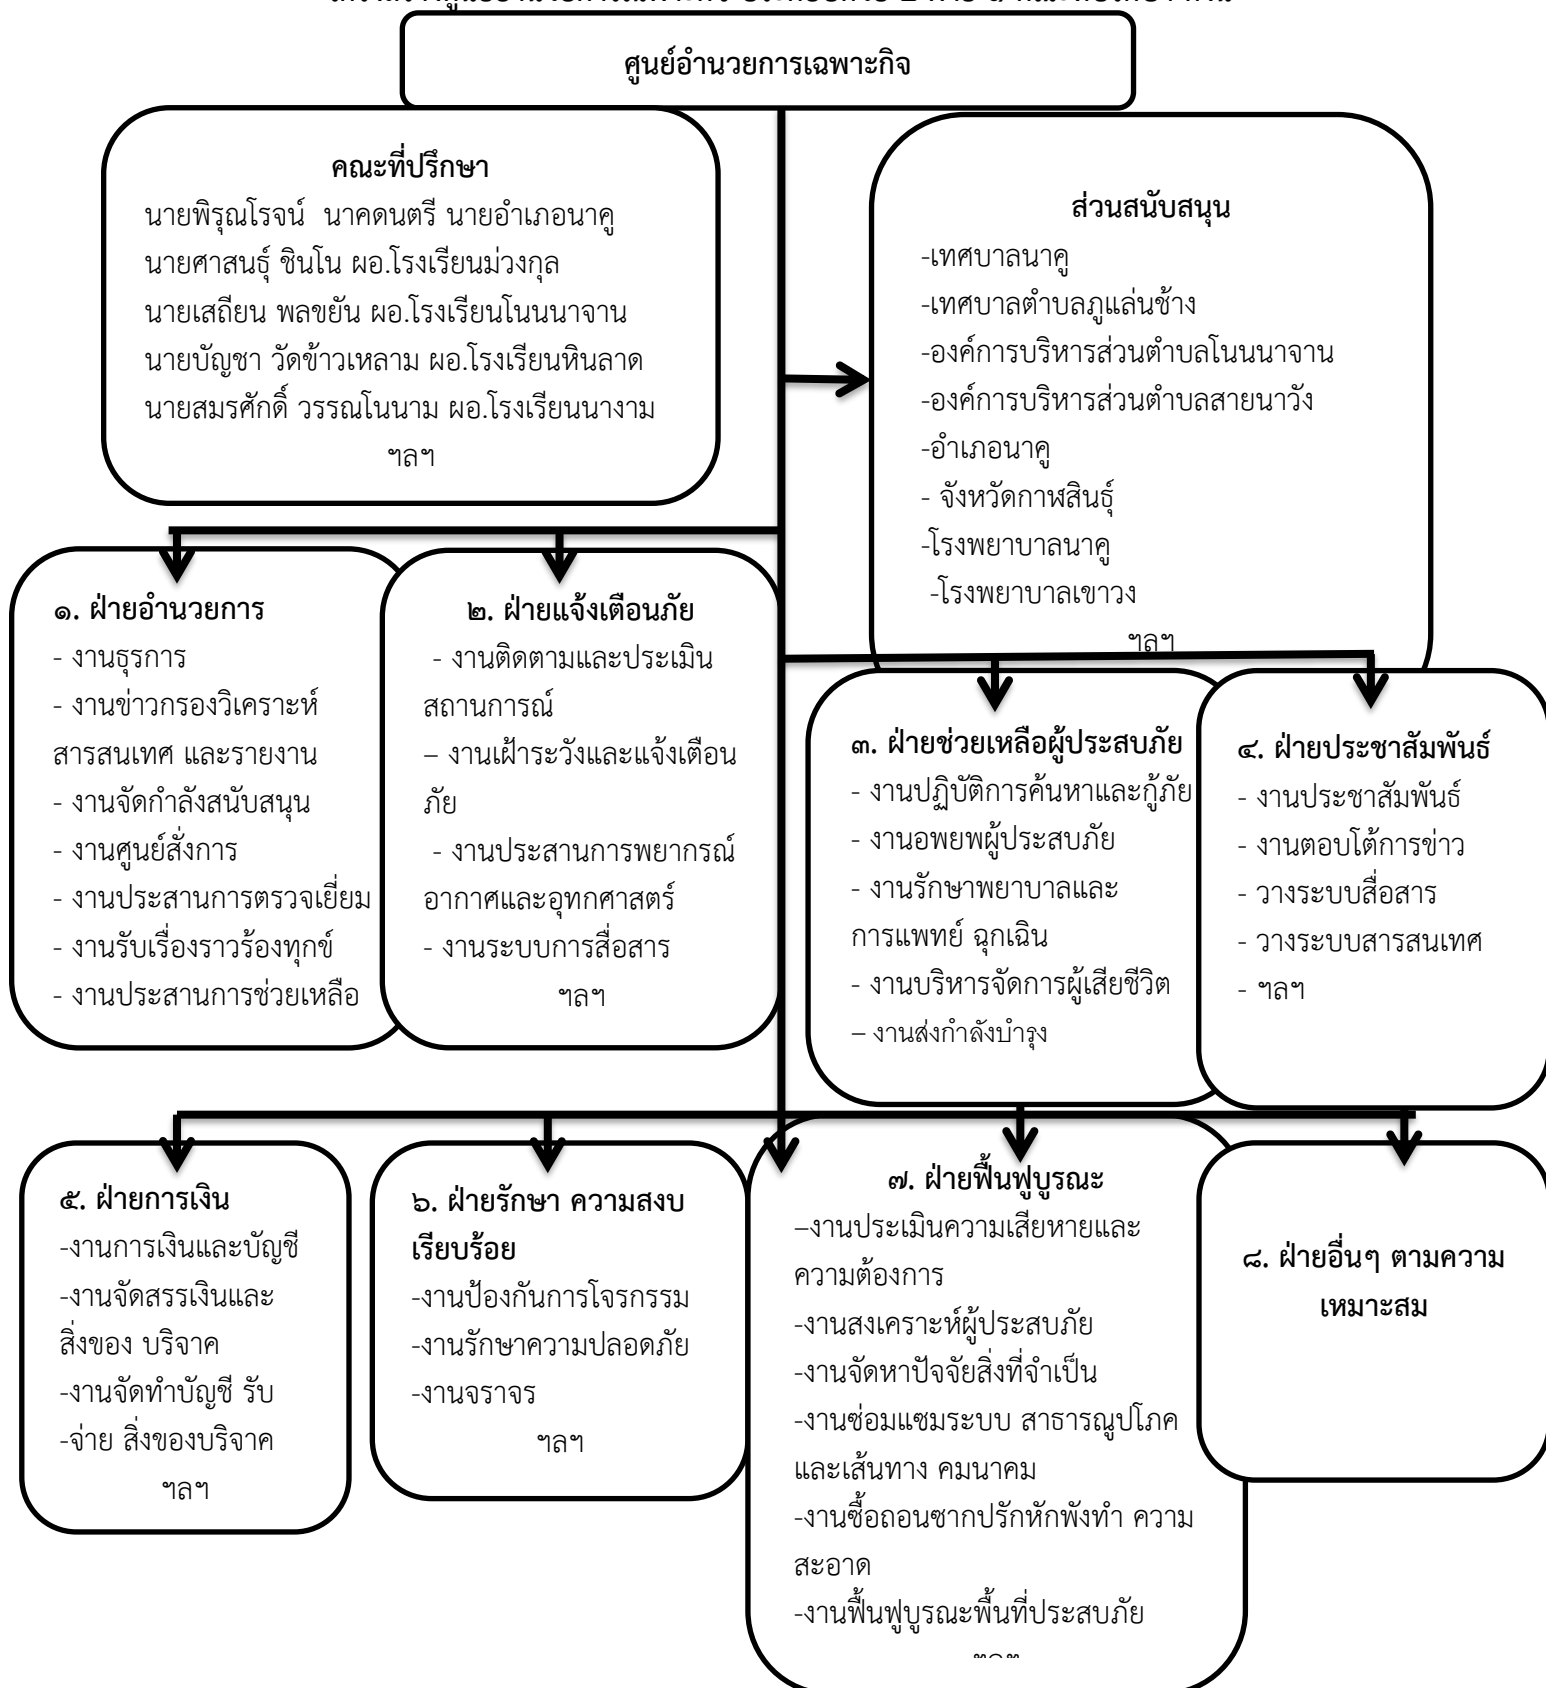 ศูนย์อำนวยการเฉพาะกิจ
คณะที่ปรึกษา
นายพิรุณโรจน์  นาคดนตรี นายอำเภอนาคู
นายศาสนธุ์ ชินโน ผอ.โรงเรียนม่วงกุล
นายเสถียน พลขยัน ผอ.โรงเรียนโนนนาจาน
นายบัญชา วัดข้าวเหลาม ผอ.โรงเรียนหินลาด
นายสมรศักดิ์ วรรณโนนาม ผอ.โรงเรียนนางาม
ฯลฯ
ส่วนสนับสนุน
-เทศบาลนาคู
-เทศบาลตำบลภูแล่นช้าง
-องค์การบริหารส่วนตำบลโนนนาจาน
-องค์การบริหารส่วนตำบลสายนาวัง
-อำเภอนาคู
- จังหวัดกาฬสินธุ์
-โรงพยาบาลนาคู
-โรงพยาบาลเขาวง
ฯลฯ
๑. ฝ่ายอำนวยการ
- งานธุรการ
- งานข่าวกรองวิเคราะห์
สารสนเทศ และรายงาน
- งานจัดกำลังสนับสนุน
- งานศูนย์สั่งการ
- งานประสานการตรวจเยี่ยม
- งานรับเรื่องราวร้องทุกข์
- งานประสานการช่วยเหลือ
๒. ฝ่ายแจ้งเตือนภัย
- งานติดตามและประเมิน
สถานการณ์
– งานเฝ้าระวังและแจ้งเตือน
ภัย
- งานประสานการพยากรณ์
อากาศและอุทกศาสตร์
- งานระบบการสื่อสาร
ฯลฯ
๓. ฝ่ายช่วยเหลือผู้ประสบภัย
- งานปฏิบัติการค้นหาและกู้ภัย
- งานอพยพผู้ประสบภัย
- งานรักษาพยาบาลและ
การแพทย์ ฉุกเฉิน
- งานบริหารจัดการผู้เสียชีวิต
– งานส่งกำลังบำรุง
๔. ฝ่ายประชาสัมพันธ์
- งานประชาสัมพันธ์
- งานตอบโต้การข่าว
- วางระบบสื่อสาร
- วางระบบสารสนเทศ
- ฯลฯ
๕. ฝ่ายการเงิน
-งานการเงินและบัญชี
-งานจัดสรรเงินและ
สิ่งของ บริจาค
-งานจัดทำบัญชี รับ
-จ่าย สิ่งของบริจาค
ฯลฯ
๖. ฝ่ายรักษา ความสงบ
เรียบร้อย
-งานป้องกันการโจรกรรม
-งานรักษาความปลอดภัย
-งานจราจร
ฯลฯ
๗. ฝ่ายฟื้นฟูบูรณะ
–งานประเมินความเสียหายและ
ความต้องการ
-งานสงเคราะห์ผู้ประสบภัย
-งานจัดหาปัจจัยสิ่งที่จำเป็น
-งานซ่อมแซมระบบ สาธารณูปโภค
และเส้นทาง คมนาคม
-งานซื้อถอนซากปรักหักพังทำ ความ
สะอาด
-งานฟื้นฟูบูรณะพื้นที่ประสบภัย
๘. ฝ่ายอื่นๆ ตามความ
เหมาะสม